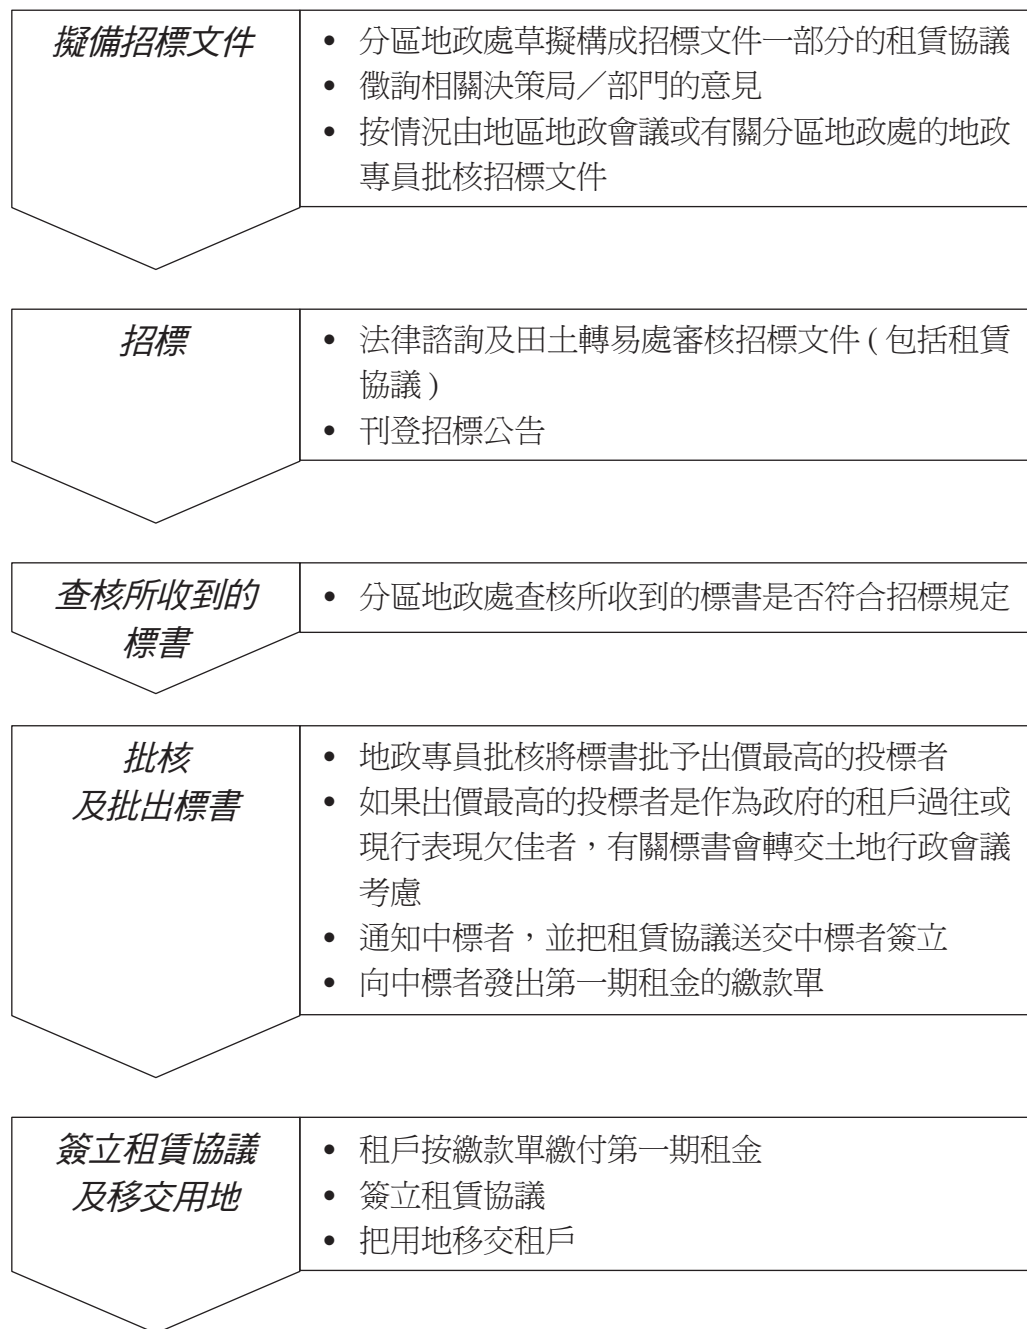 擬備招標文件
• 分區地政處草擬構成招標文件一部分的租賃協議
• 徵詢相關決策局／部門的意見
• 按情況由地區地政會議或有關分區地政處的地政
專員批核招標文件
招標
• 法律諮詢及田土轉易處審核招標文件 ( 包括租賃
協議 )
• 刊登招標公告
查核所收到的
標書
• 分區地政處查核所收到的標書是否符合招標規定
批核
及批出標書
• 地政專員批核將標書批予出價最高的投標者
• 如果出價最高的投標者是作為政府的租戶過往或
現行表現欠佳者，有關標書會轉交土地行政會議
考慮
• 通知中標者，並把租賃協議送交中標者簽立
• 向中標者發出第一期租金的繳款單
簽立租賃協議
及移交用地
• 租戶按繳款單繳付第一期租金
• 簽立租賃協議
• 把用地移交租戶